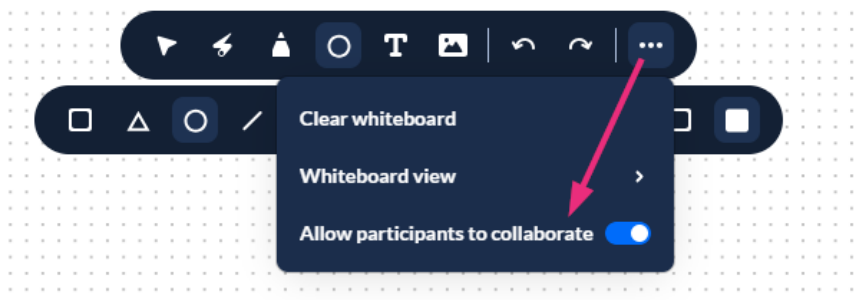 T
Clear whiteboard
Whiteboard view
Allow participants to collaborate